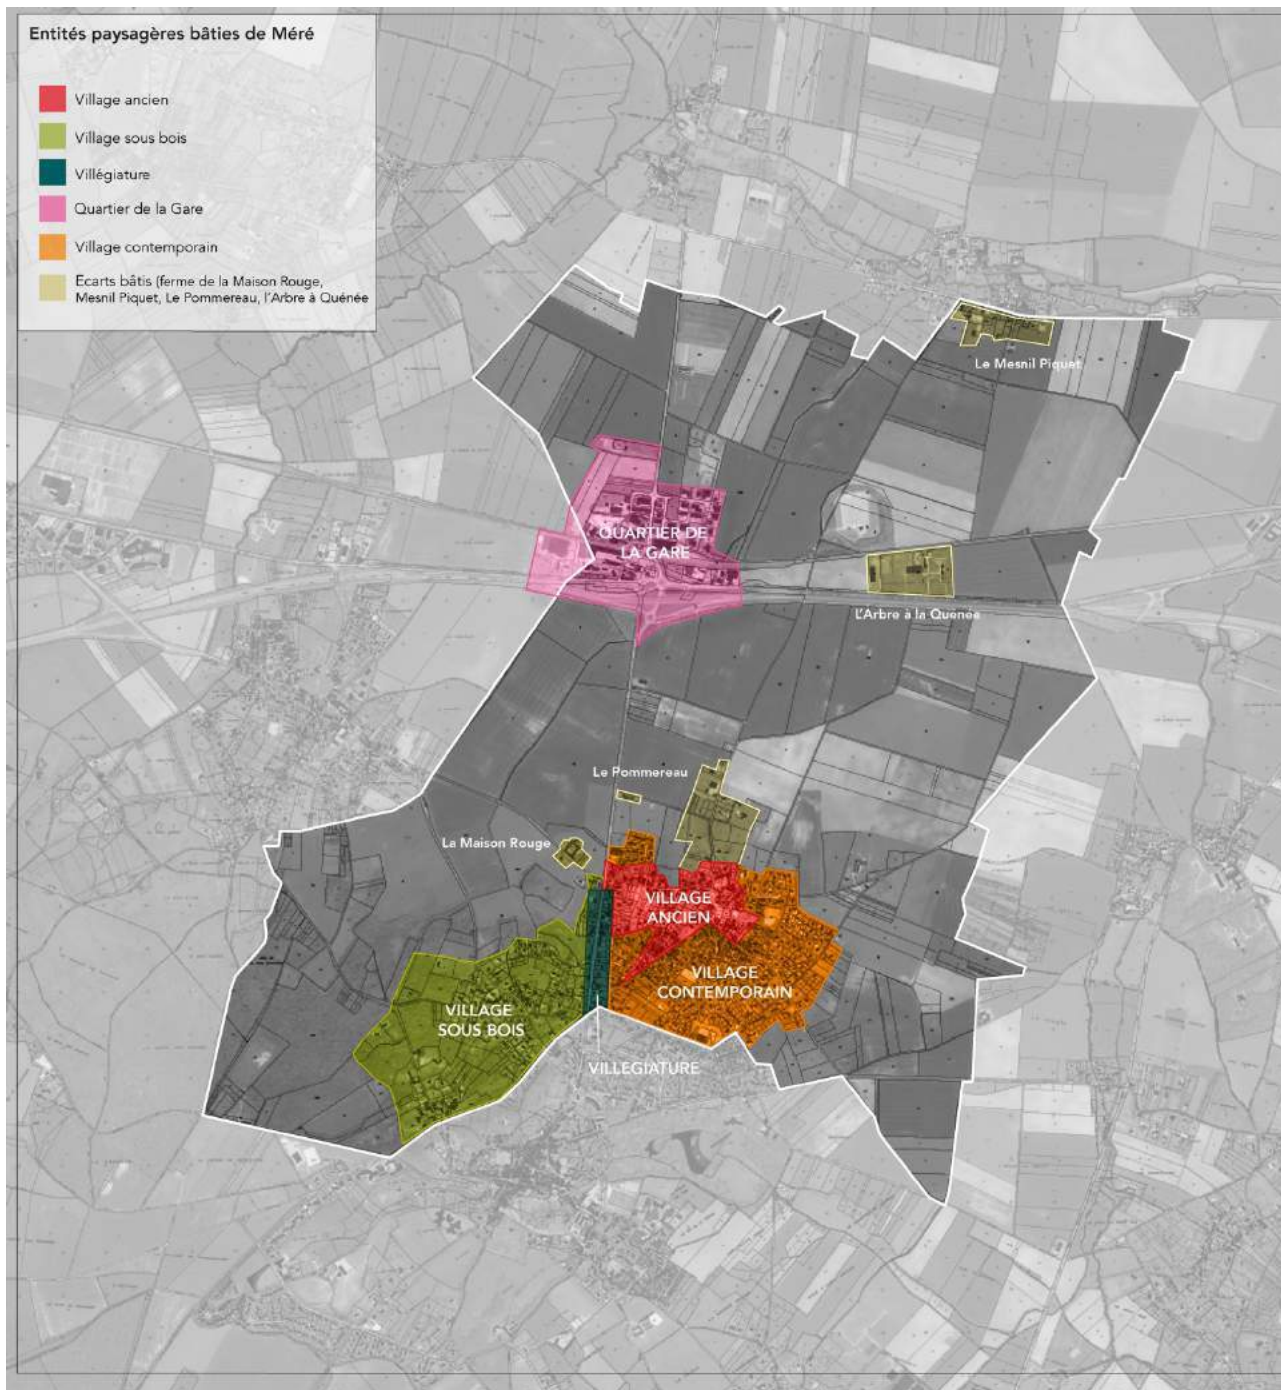 Entités paysagères bâties de Méré
Village ancien
Village sous bois
Villégiature
Quartier de la Gare
Village contemporain
Ecarts bâtis (ferme de la Maison Rouge,
Mesnil Piquet, Le Pommereau, l'Arbre à Quénée
Le Mesnil Piquet
QUARTIER DE
LA GARE
L'Arbre à la Quénée
Le Pommereau
La Maison Rouge
VILLAGE
ANCIEN
VILLAGE
CONTEMPORAIN
VILLAGE
SOUS BOIS
VILLEGIATURE